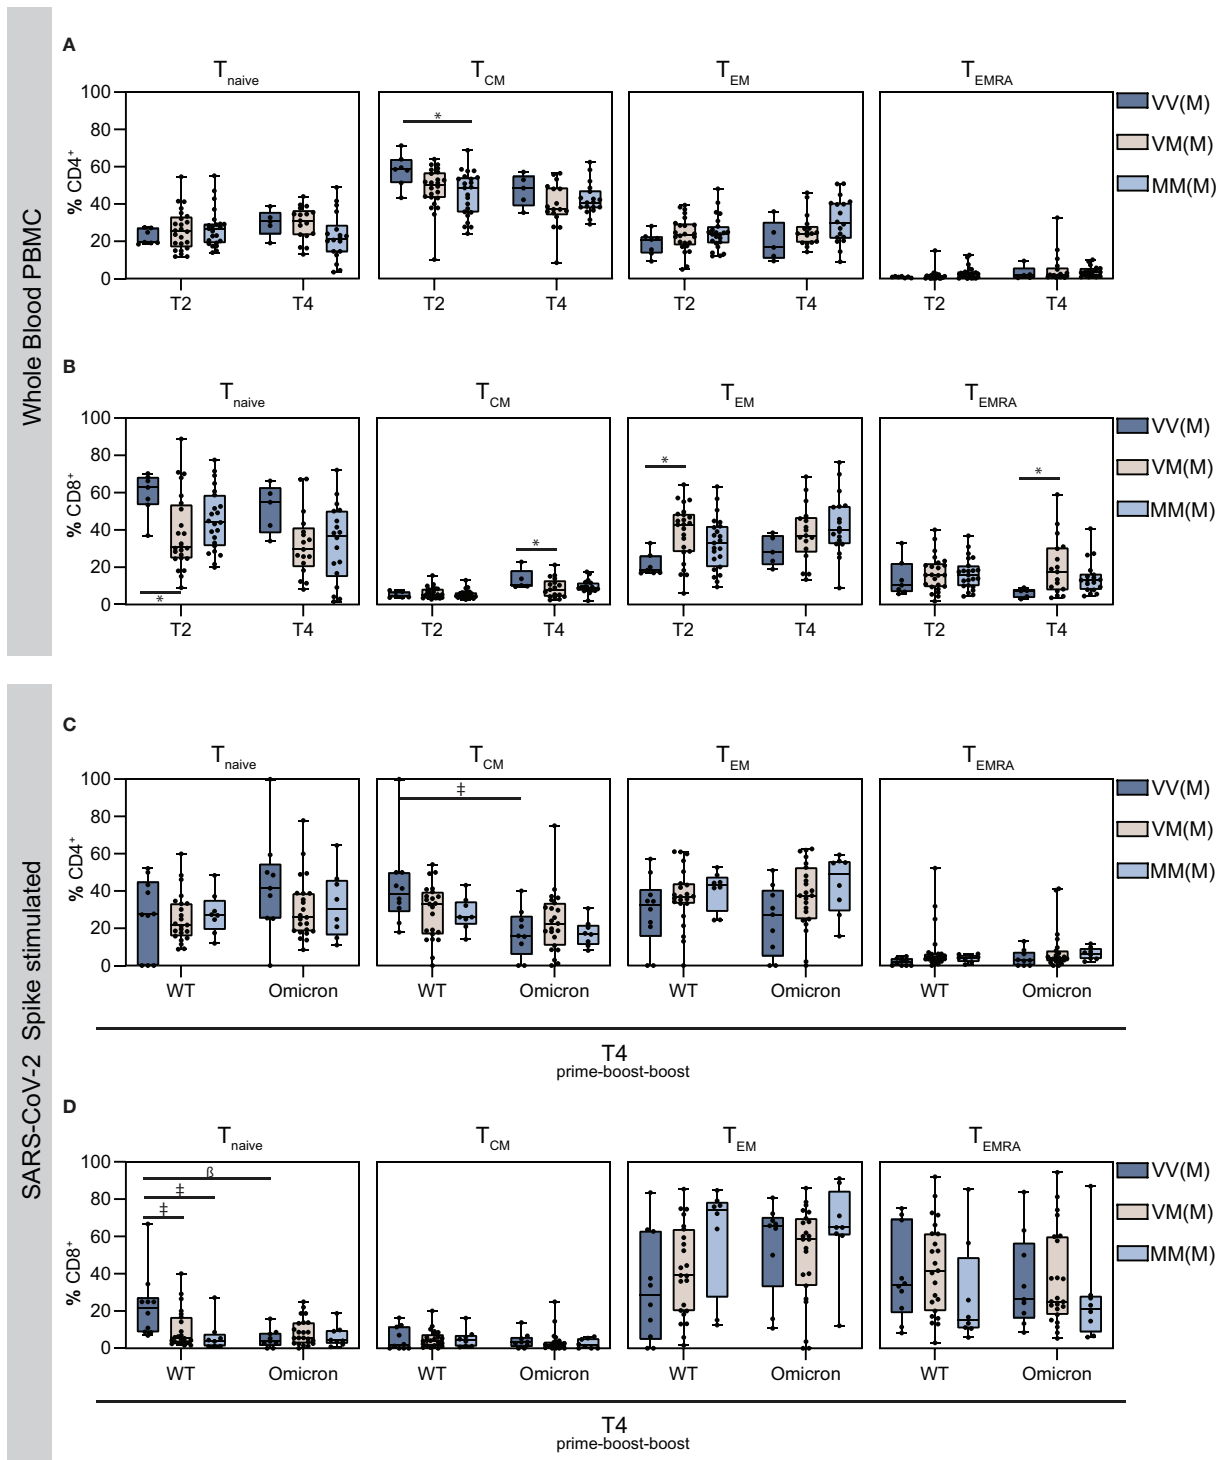 Whole Blood PBMC
A
T naive
T CM
T EM
T EMRA
% CD4+
100
80
60
40
20
0
T2 T4
T2 T4
T2 T4
T2 T4
*
VV(M)
VM(M)
MM(M)
B
T naive
T CM
T EM
T EMRA
% CD8+
100
80
60
40
20
0
T2 T4
T2 T4
T2 T4
T2 T4
*
*
*
*
VV(M)
VM(M)
MM(M)
SARS-CoV-2 Spike stimulated
C
T naive
T CM
T EM
T EMRA
% CD4+
100
80
60
40
20
0
WT Omicron
WT Omicron
WT Omicron
WT Omicron
‡
VV(M)
VM(M)
MM(M)
T4
prime-boost-boost
D
T naive
T CM
T EM
T EMRA
% CD8+
100
80
60
40
20
0
WT Omicron
WT Omicron
WT Omicron
WT Omicron
ß
‡
‡
VV(M)
VM(M)
MM(M)
T4
prime-boost-boost